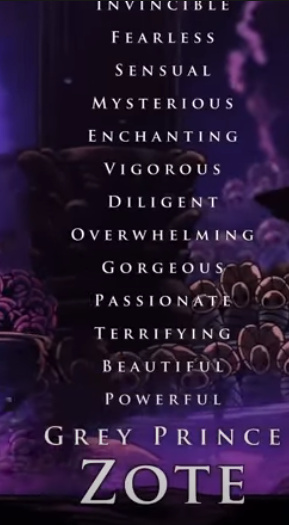 Invincible
Fearless
Sensual
Mysterious
Enchanting
Vigorous
Diligent
Overwhelming
Gorgeous
Passionate
Terrifying
Beautiful
Powerful
Grey Prince
Zote